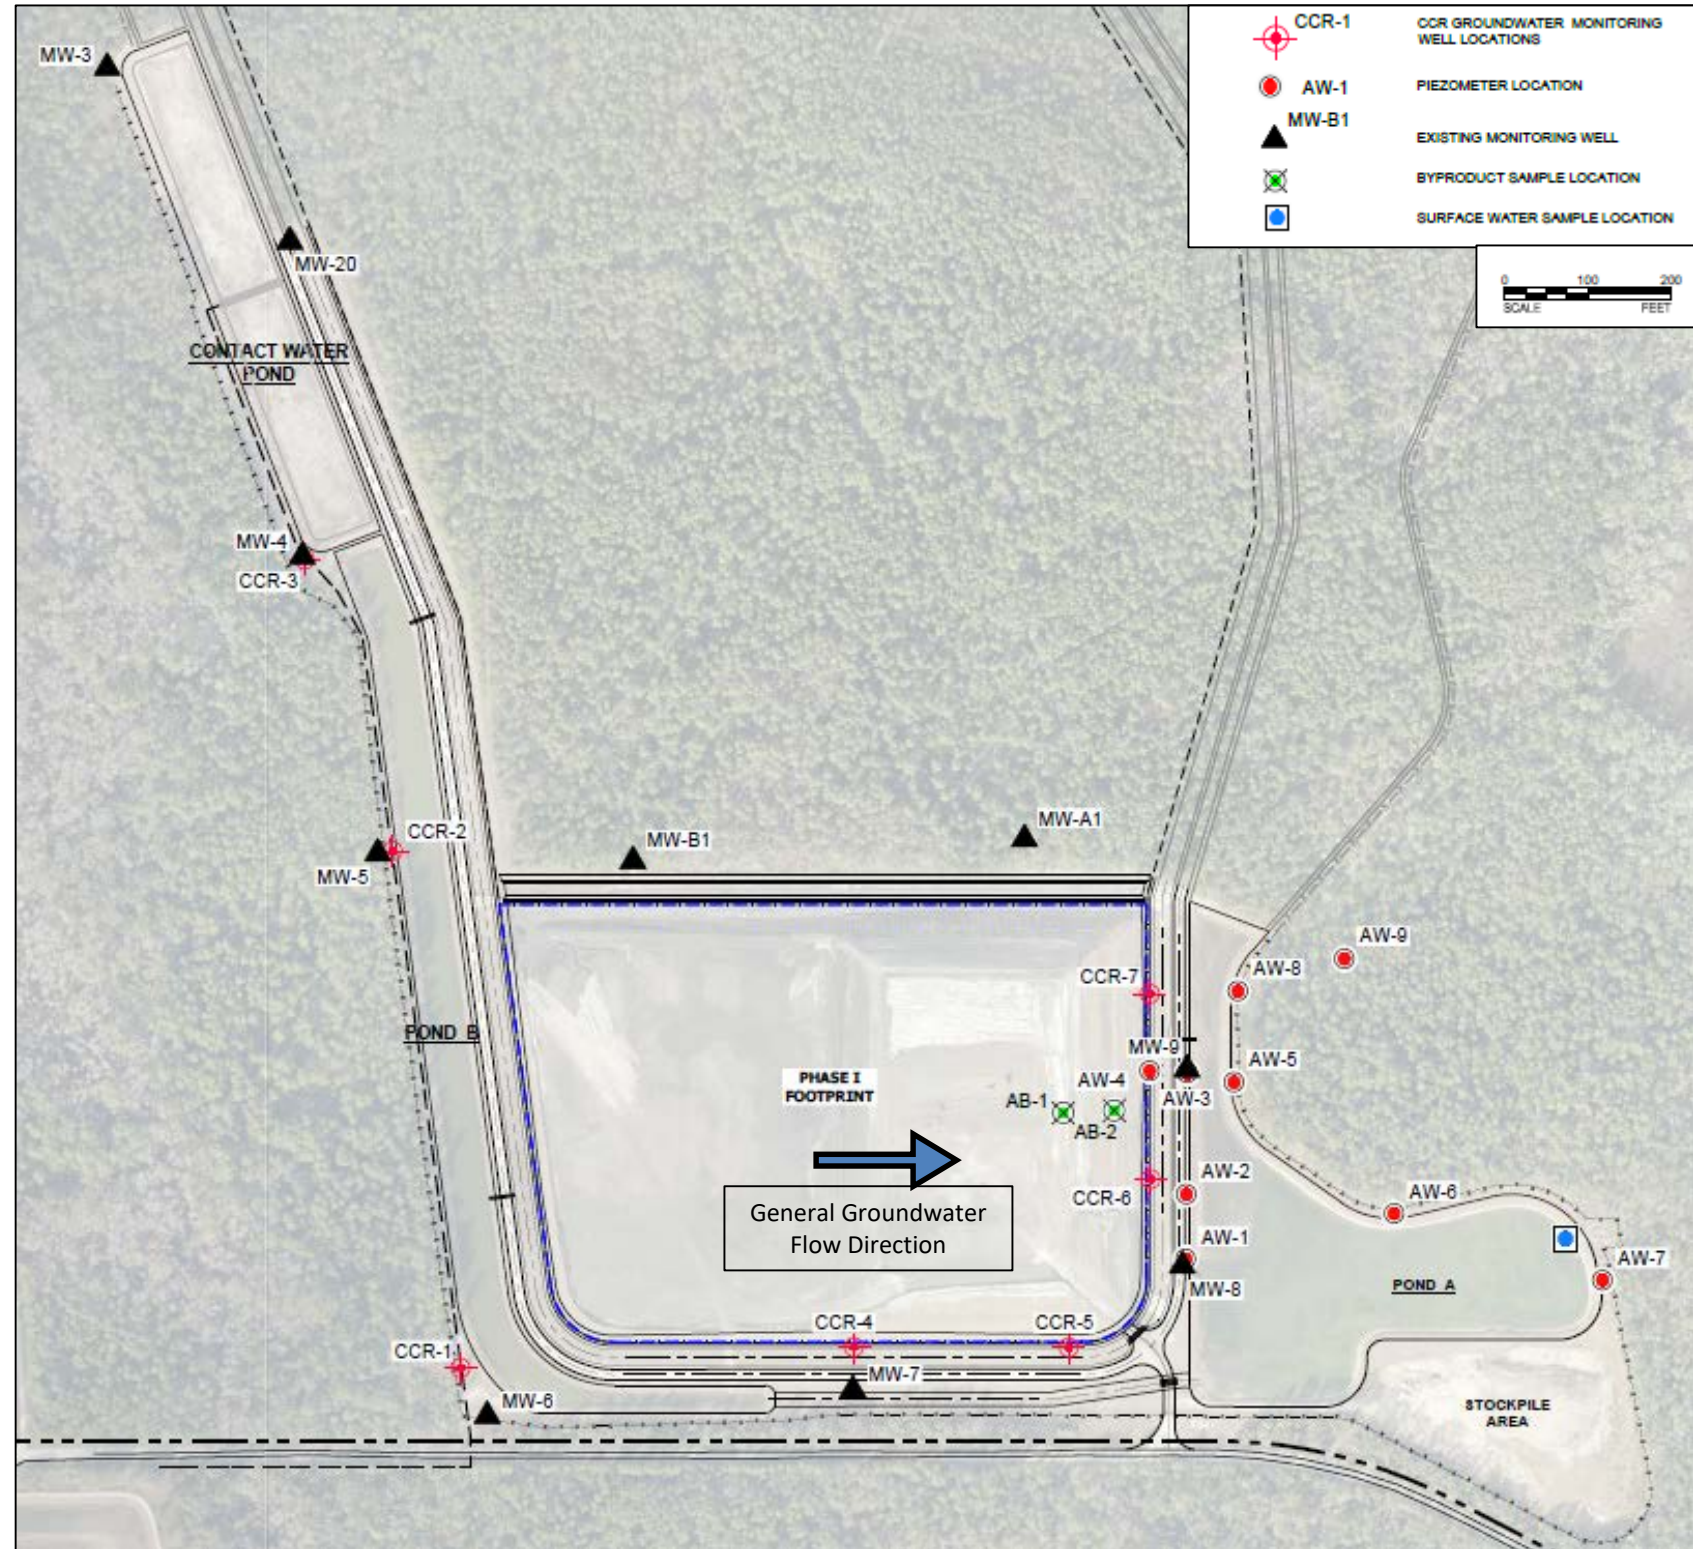 MW-3
CCR-1
CCR GROUNDWATER MONITORING
WELL LOCATIONS
AW-1
PIEZOMETER LOCATION
MW-B1
EXISTING MONITORING WELL
BYPRODUCT SAMPLE LOCATION
SURFACE WATER SAMPLE LOCATION
0 100 200
SCALE FEET
MW-20
CONTACT WATER
POND
MW-4
CCR-3
CCR-2
MW-5
MW-B1
MW-A1
AW-9
AW-8
CCR-7
POND B
MW-9
AW-5
PHASE I
FOOTPRINT
AW-4
AW-3
AB-1
AB-2
AW-2
CCR-6
AW-6
General Groundwater
Flow Direction
AW-1
AW-7
MW-8
POND A
CCR-4
CCR-5
CCR-1
MW-7
MW-6
STOCKPILE
AREA